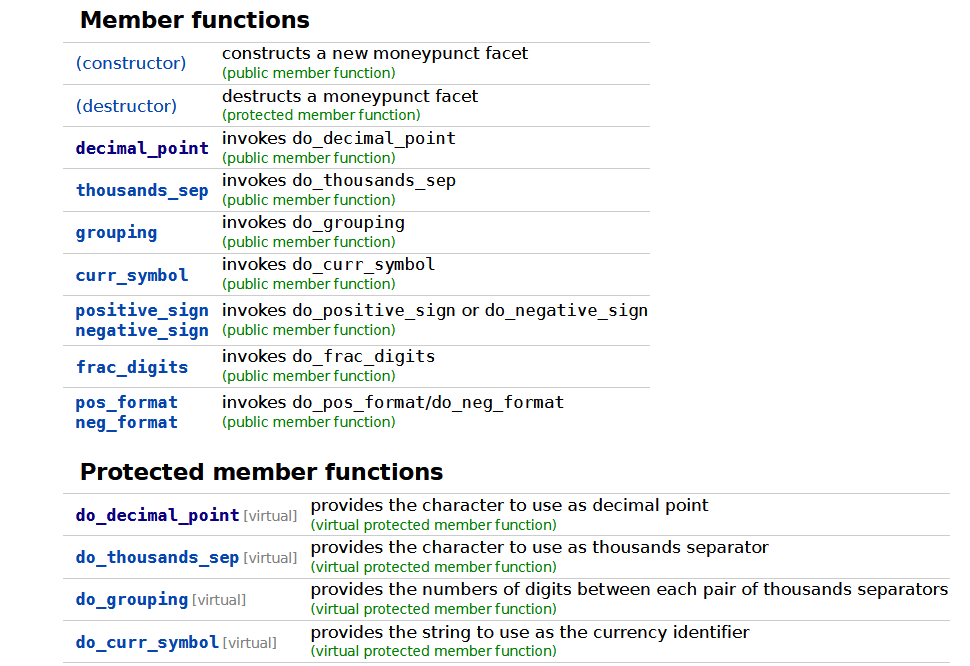 Member functions
(constructor)
constructs a new moneypunct facet
(public member function)
(destructor)
destructs a moneypunct facet
(protected member function)
decimal_point
invokes do_decimal_point
(public member function)
thousands_sep
invokes do_thousands_sep
(public member function)
grouping
invokes do_grouping
(public member function)
curr_symbol
invokes do_curr_symbol
(public member function)
positive_sign
negative_sign
invokes do_positive_sign or do_negative_sign
(public member function)
frac_digits
invokes do_frac_digits
(public member function)
pos_format
neg_format
invokes do_pos_format/do_neg_format
(public member function)
Protected member functions
do_decimal_point [virtual]
provides the character to use as decimal point
(virtual protected member function)
do_thousands_sep [virtual]
provides the character to use as thousands separator
(virtual protected member function)
do_grouping [virtual]
provides the numbers of digits between each pair of thousands separators
(virtual protected member function)
do_curr_symbol [virtual]
provides the string to use as the currency identifier
(virtual protected member function)